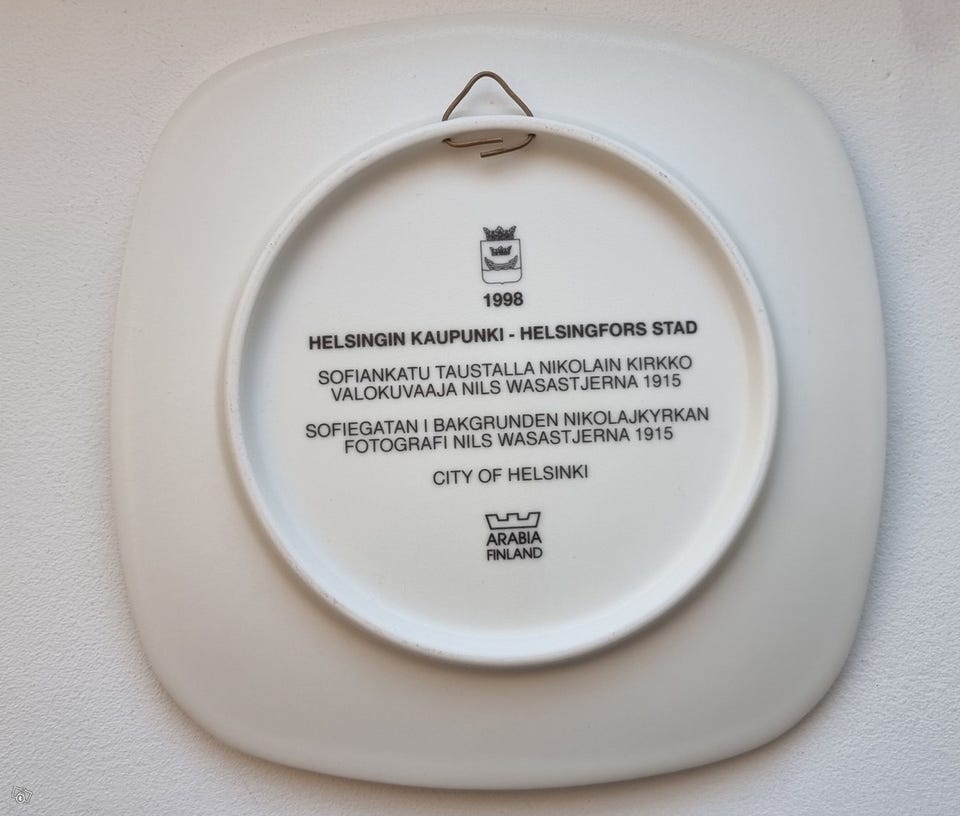 1998
HELSINGIN KAUPUNKI - HELSINGFORS STAD
SOFIANKATU TAUSTALLA NIKOLAIN KIRKKO
VALOKUVAAJA NILS WASASTJERNA 1915
SOFIEGATAN I BAKGRUNDEN NIKOLAJKYRKAN
FOTOGRAFI NILS WASASTJERNA 1915
CITY OF HELSINKI
ARABIA
FINLAND